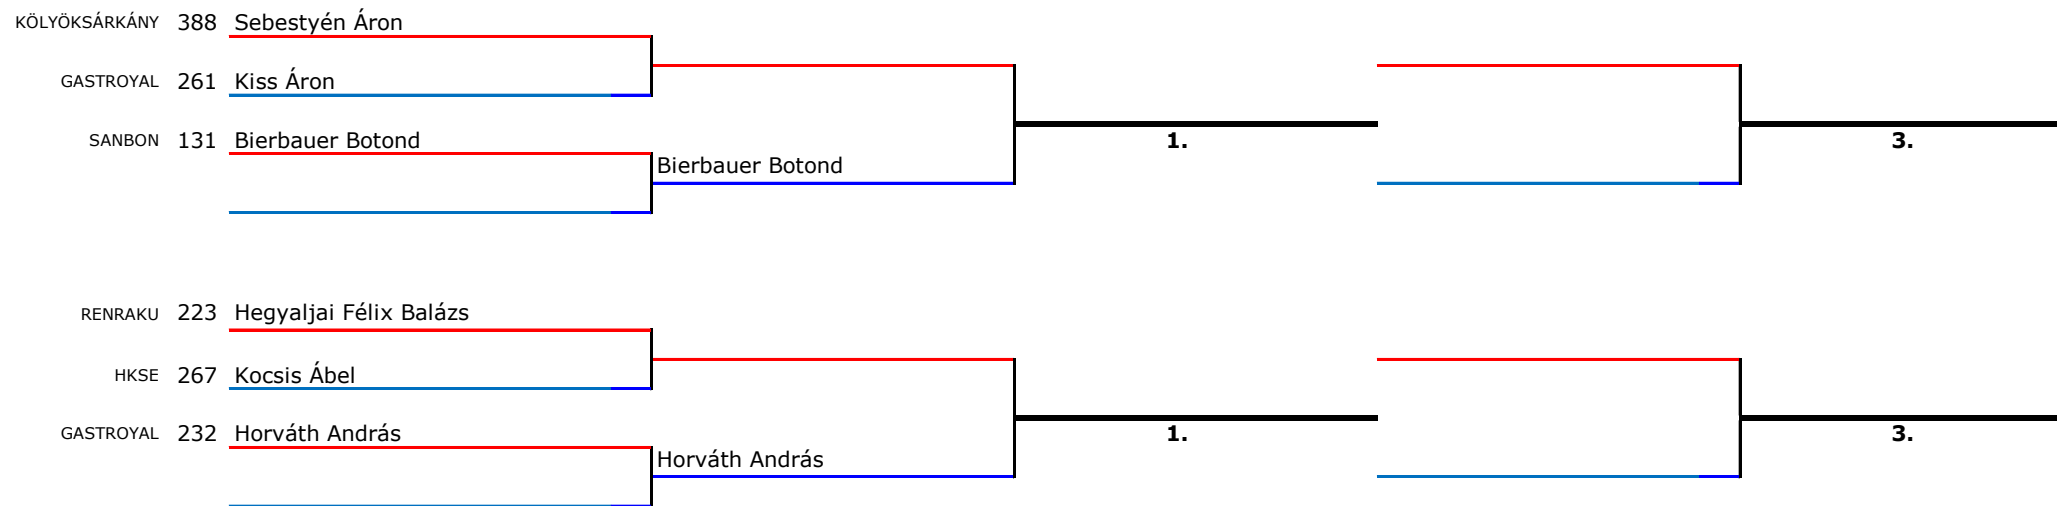 KÖLYÖKSÁRKÁNY 388 Sebestyén Áron
GASTROYAL 261 Kiss Áron
SANBON 131 Bierbauer Botond 1. 3.
Bierbauer Botond
RENRAKU 223 Hegyaljai Félix Balázs
HKSE 267 Kocsis Ábel
GASTROYAL 232 Horváth András 1. 3.
Horváth András